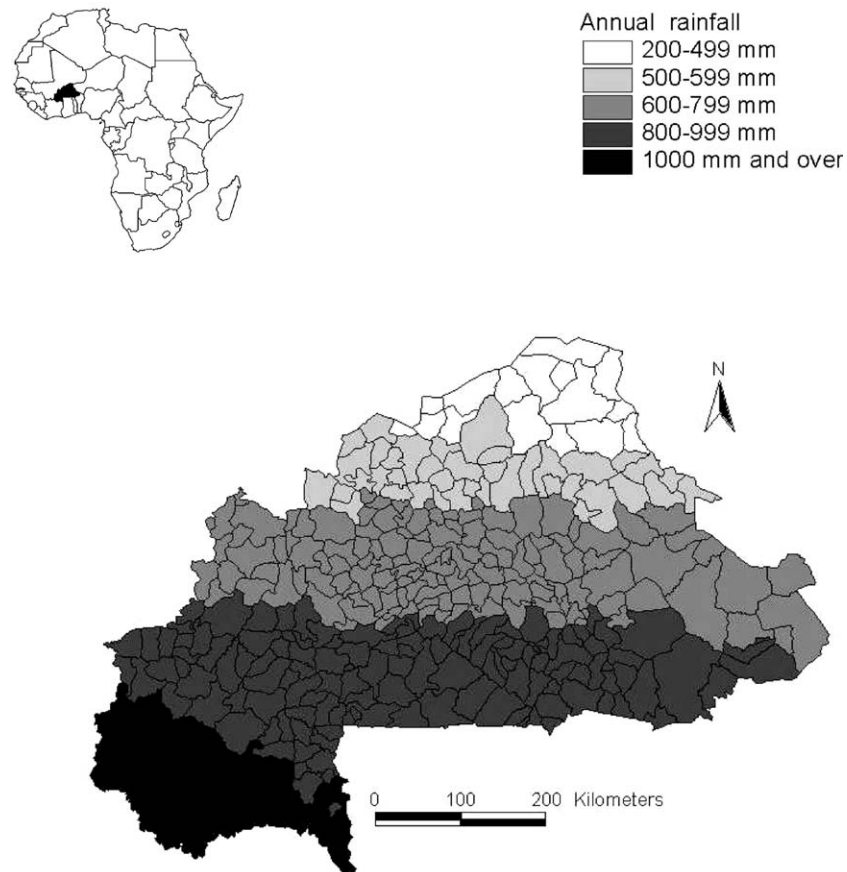 Annual rainfall
200-499 mm
500-599 mm
600-799 mm
800-999 mm
1000 mm and over
N
0 100 200 Kilometers